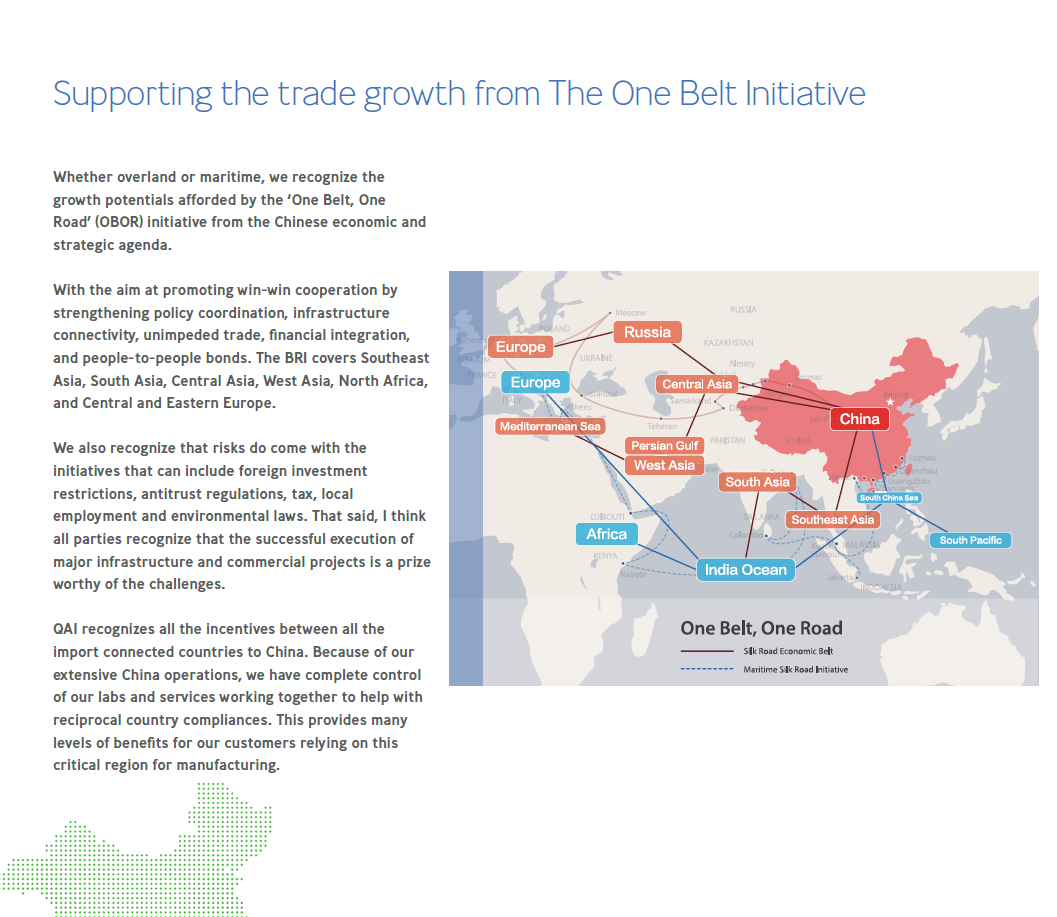 Supporting the trade growth from The One Belt Initiative
Whether overland or maritime, we recognize the
growth potentials afforded by the ‘One Belt, One
Road’ (OBOR) initiative from the Chinese economic and
strategic agenda.
With the aim at promoting win-win cooperation by
strengthening policy coordination, infrastructure
connectivity, unimpeded trade, financial integration,
and people-to-people bonds. The BRI covers Southeast
Asia, South Asia, Central Asia, West Asia, North Africa,
and Central and Eastern Europe.
We also recognize that risks do come with the
initiatives that can include foreign investment
restrictions, antitrust regulations, tax, local
employment and enviromental laws. That said, I think
all parties recognize that the successful execution of
major infrastructure and commercial projects is a prize
worthy of the challenges.
QAI recognizes all the incentives between all the
import connected countries to China. Because of our
extensive China operations, we have complete control
of our labs and services working together to help with
reciprocal country compliances. This provides many
levels of benefits for our customers relying on this
critical region for manufacturing.
Moscow
RUSSIA
POLAND
Russia
Europe
KAZAKHSTAN
UKRAINE
Almaty
Urumqi
FRANCE
Europe
Central Asia
ITALY
Istanbul
Samarkand
Athens
China
Mediterranean Sea
Teheran
CHINA
PAKISTAN
Persian Gulf
West Asia
Fuzhou
South Asia
Guangzhou
South China Sea
DJIBOUTI
Southeast Asia
Africa
Colombo
South Pacific
MALAYSIA
KENYA
India Ocean
Nairobi
Jakarta
INDONESIA
One Belt, One Road
Silk Road Economic Belt
Maritime Silk Road Initiative